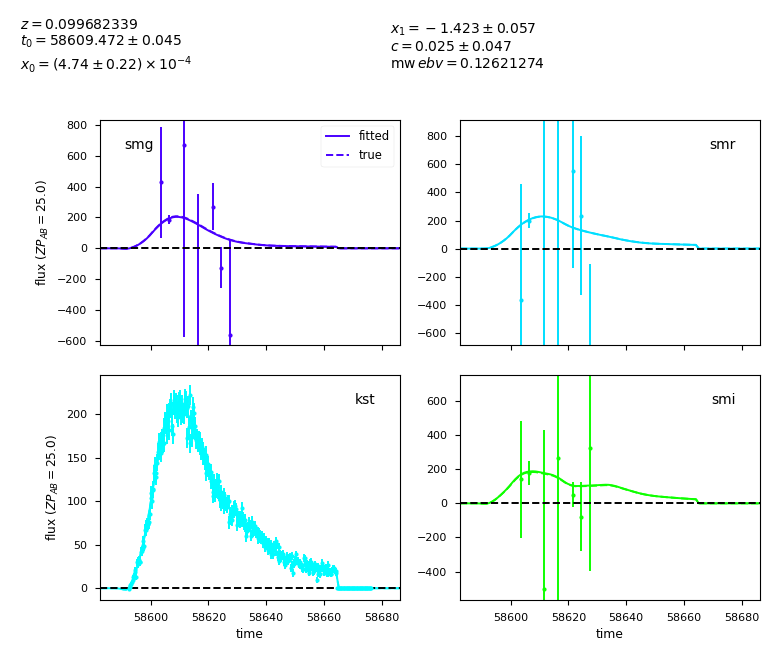 z = 0.099682339
t0 = 58609.472 ± 0.045
x0 = (4.74 ± 0.22) × 10^−4
x1 = −1.423 ± 0.057
c = 0.025 ± 0.047
mw ebv = 0.12621274
smg
fitted
true
800
600
400
200
0
−200
−400
−600
flux (ZP_AB = 25.0)
smr
800
600
400
200
0
−200
−400
−600
kst
200
150
100
50
0
flux (ZP_AB = 25.0)
58600 58620 58640 58660 58680
time
smi
600
400
200
0
−200
−400
58600 58620 58640 58660 58680
time